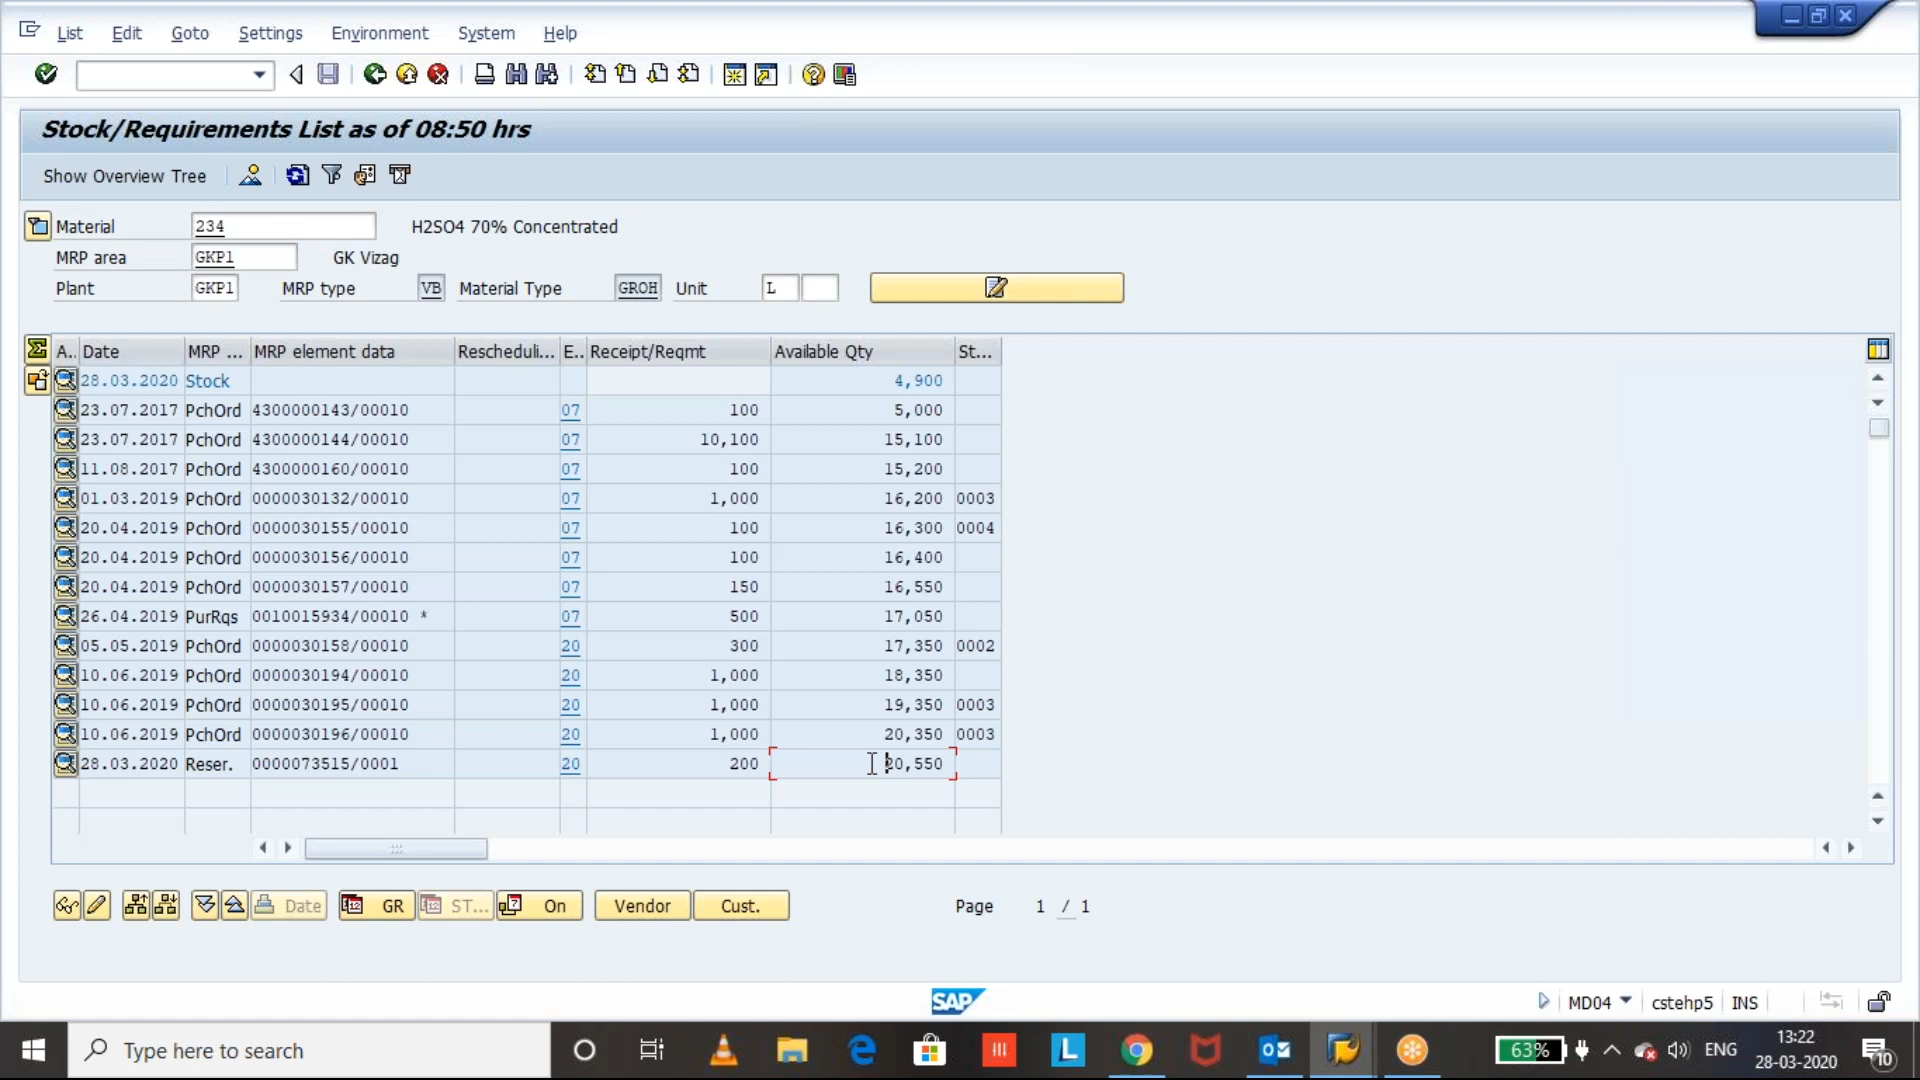 List Edit Goto Settings Environment System Help
Stock/Requirements List as of 08:50 hrs
Show Overview Tree
Material 234 H2SO4 70% Concentrated
MRP area GKP1 GK Vizag
Plant GKP1 MRP type VB Material Type GROH Unit L
A.. Date MRP ... MRP element data Rescheduli... E.. Receipt/Reqmt Available Qty St...
28.03.2020 Stock 4,900
23.07.2017 PchOrd 4300000143/00010 07 100 5,000
23.07.2017 PchOrd 4300000144/00010 07 10,100 15,100
11.08.2017 PchOrd 4300000160/00010 07 100 15,200
01.03.2019 PchOrd 0000030132/00010 07 1,000 16,200 0003
20.04.2019 PchOrd 0000030155/00010 07 100 16,300 0004
20.04.2019 PchOrd 0000030156/00010 07 100 16,400
20.04.2019 PchOrd 0000030157/00010 07 150 16,550
26.04.2019 PurRqs 0010015934/00010 * 07 500 17,050
05.05.2019 PchOrd 0000030158/00010 20 300 17,350 0002
10.06.2019 PchOrd 0000030194/00010 20 1,000 18,350
10.06.2019 PchOrd 0000030195/00010 20 1,000 19,350 0003
10.06.2019 PchOrd 0000030196/00010 20 1,000 20,350 0003
28.03.2020 Reser. 0000073515/0001 20 200 20,550
Date GR ST... On Vendor Cust. Page 1 / 1
SAP
MD04 cstehp5 INS
Type here to search
L
63% ENG
13:22
28-03-2020
10